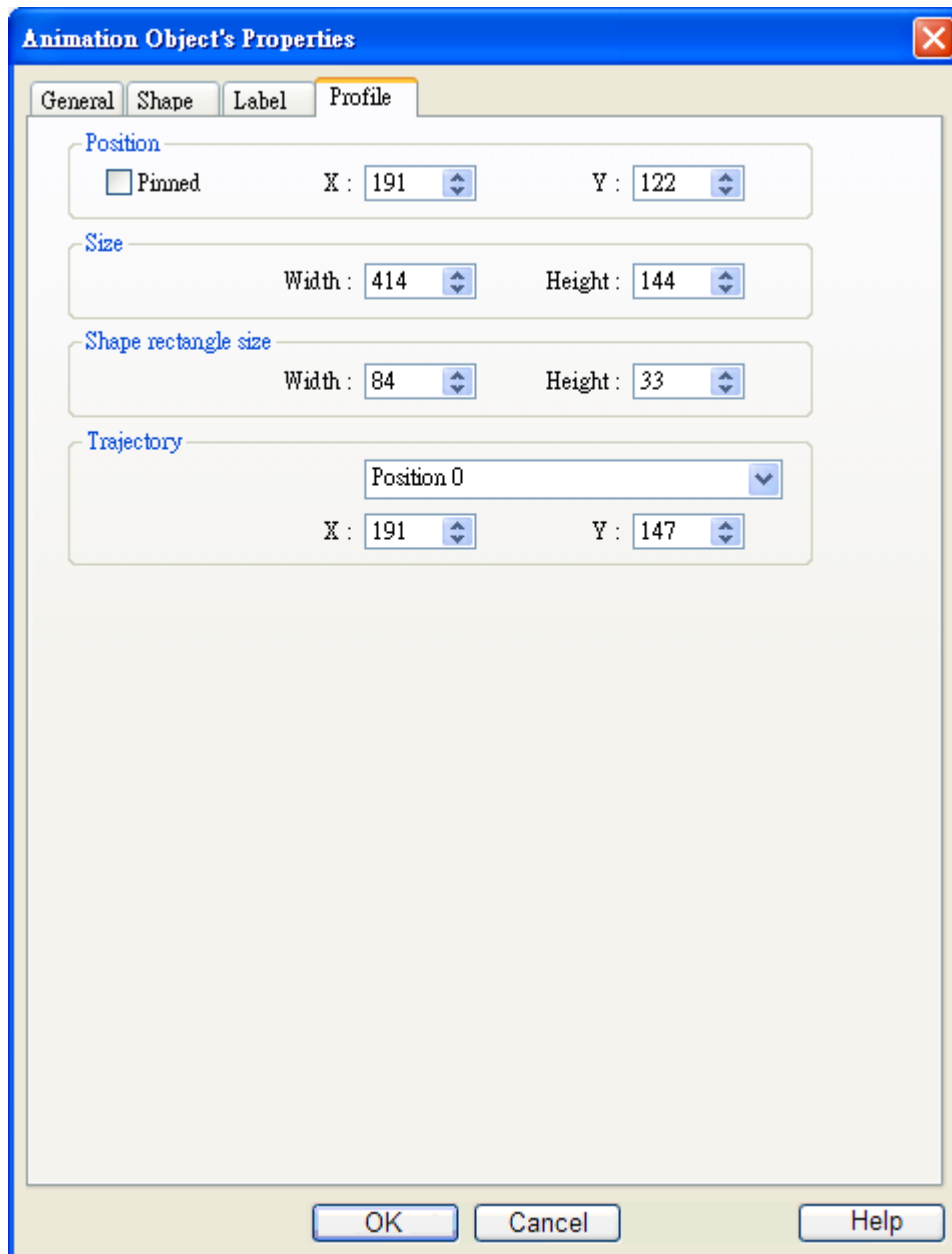 Animation Object's Properties
General Shape Label Profile
Position
Pinned X : 191 Y : 122
Size
Width : 414 Height : 144
Shape rectangle size
Width : 84 Height : 33
Trajectory
Position 0
X : 191 Y : 147
OK Cancel Help